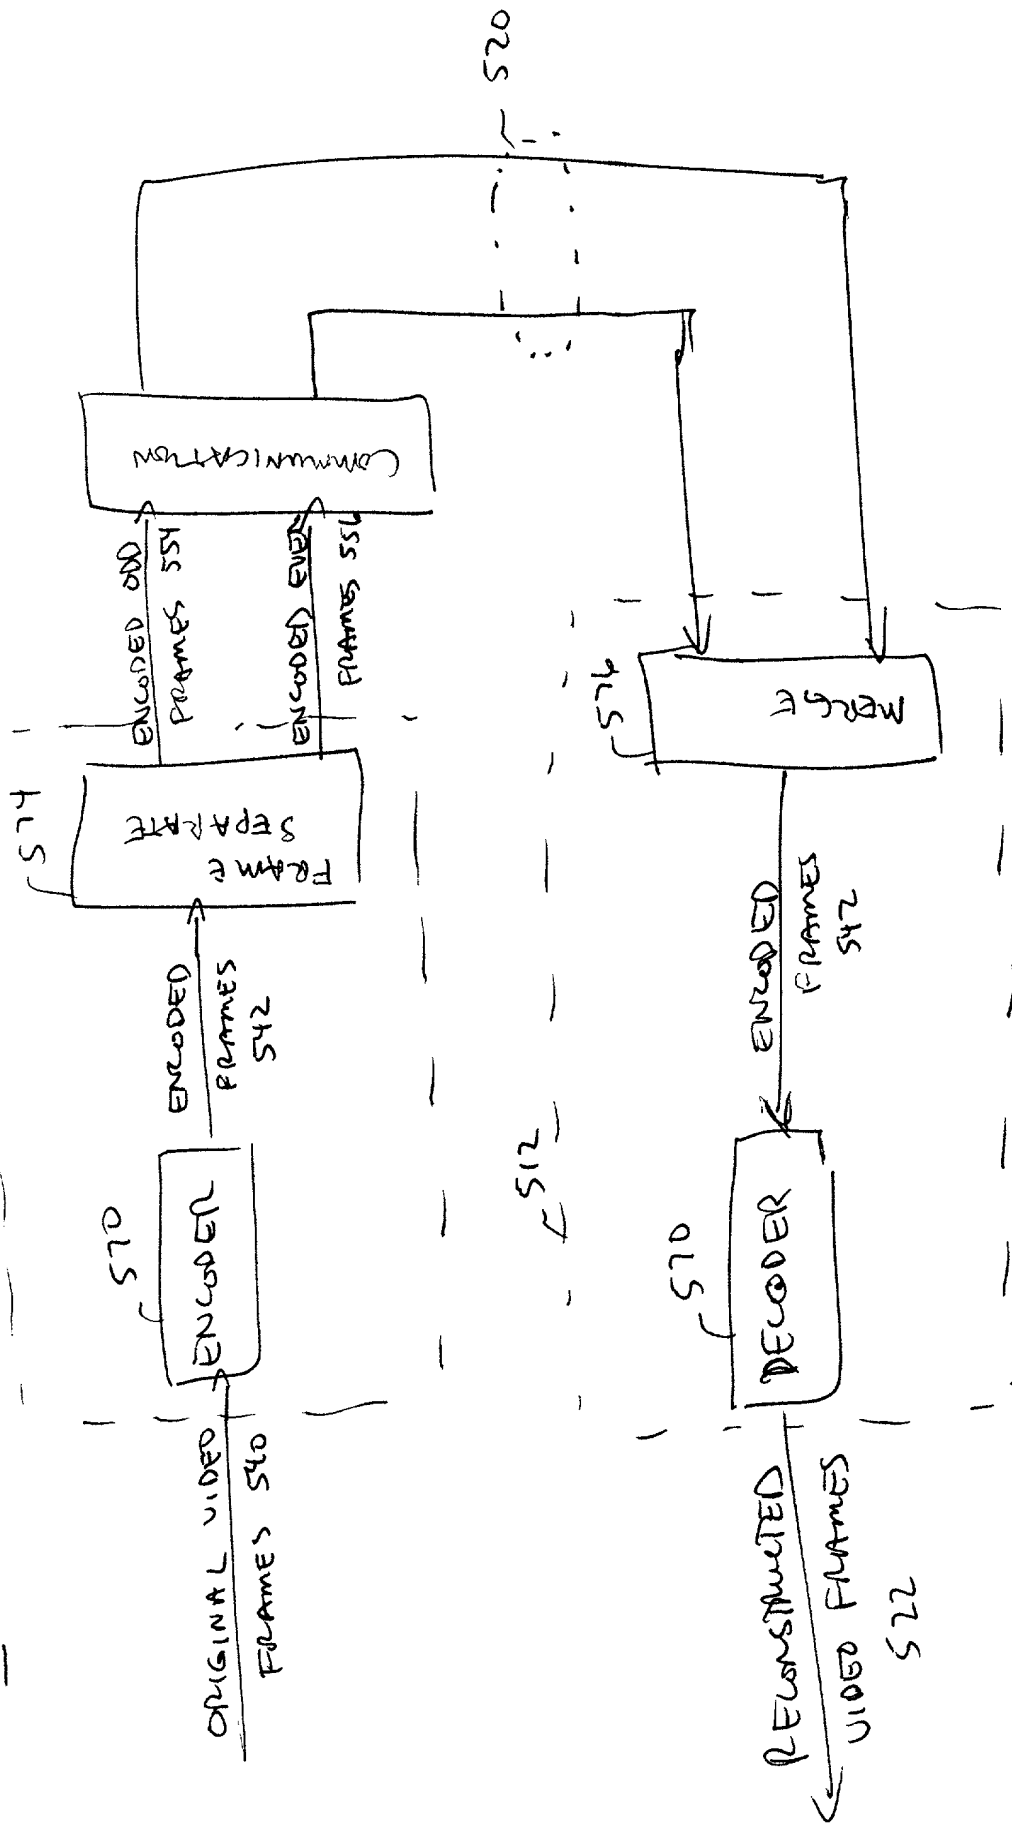 ORIGINAL VIDEO
FRAMES 540
570
ENCODER
ENCODED
FRAMES
542
574
FRAME
SEPARATE
ENCODED ODD
FRAMES 554
ENCODED EVEN
FRAMES 556
COMMUNICATION
520
512
576
MERGE
ENCODED
FRAMES
542
570
DECODER
RECONSTRUCTED
VIDEO FRAMES
522